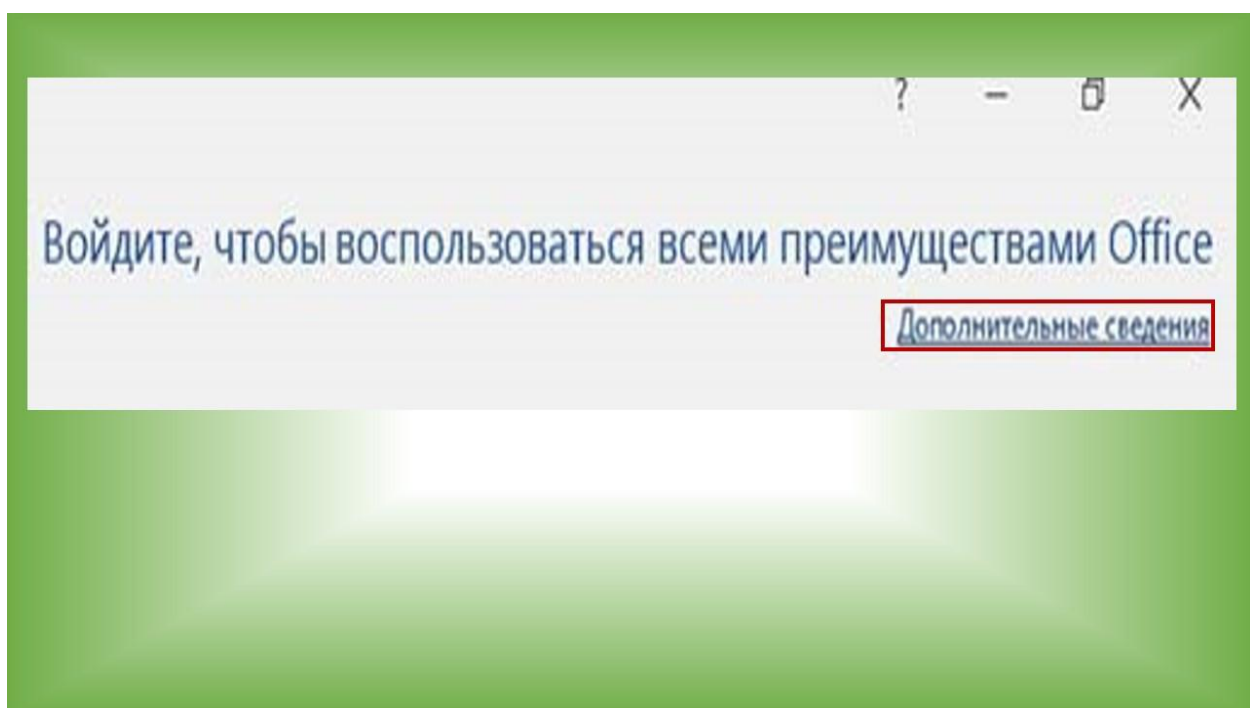 Войдите, чтобы воспользоваться всеми преимуществами Office
Дополнительные сведения